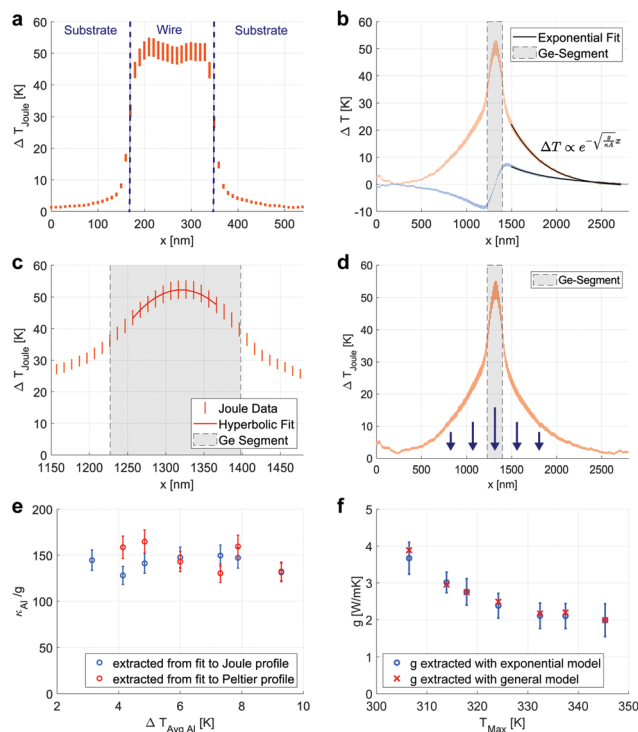 a
Substrate
Wire
Substrate
Δ T_Joule [K]
60
50
40
30
20
10
0
0
100
200
300
400
500
x [nm]
b
Exponential Fit
Ge-Segment
ΔT ∝ e^{-\sqrt{\frac{g}{κA}}x}
Δ T [K]
60
50
40
30
20
10
0
-10
0
500
1000
1500
2000
2500
x [nm]
c
Δ T_Joule [K]
60
50
40
30
20
10
0
Joule Data
Hyperbolic Fit
Ge Segment
1150
1200
1250
1300
1350
1400
1450
x [nm]
d
Ge-Segment
Δ T_Joule [K]
60
50
40
30
20
10
0
0
500
1000
1500
2000
2500
x [nm]
e
κ_Al /g
200
150
100
50
0
extracted from fit to Joule profile
extracted from fit to Peltier profile
2
4
6
8
10
Δ T_Avg Al [K]
f
g [W/mK]
6
5
4
3
2
1
0
g extracted with exponential model
g extracted with general model
300
310
320
330
340
350
T_Max [K]